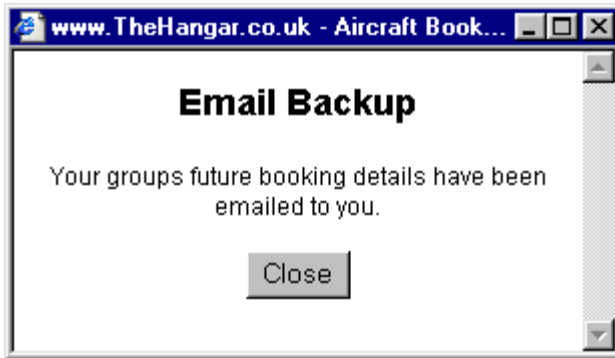 www.TheHangar.co.uk - Aircraft Book...
Email Backup
Your groups future booking details have been
emailed to you.
Close